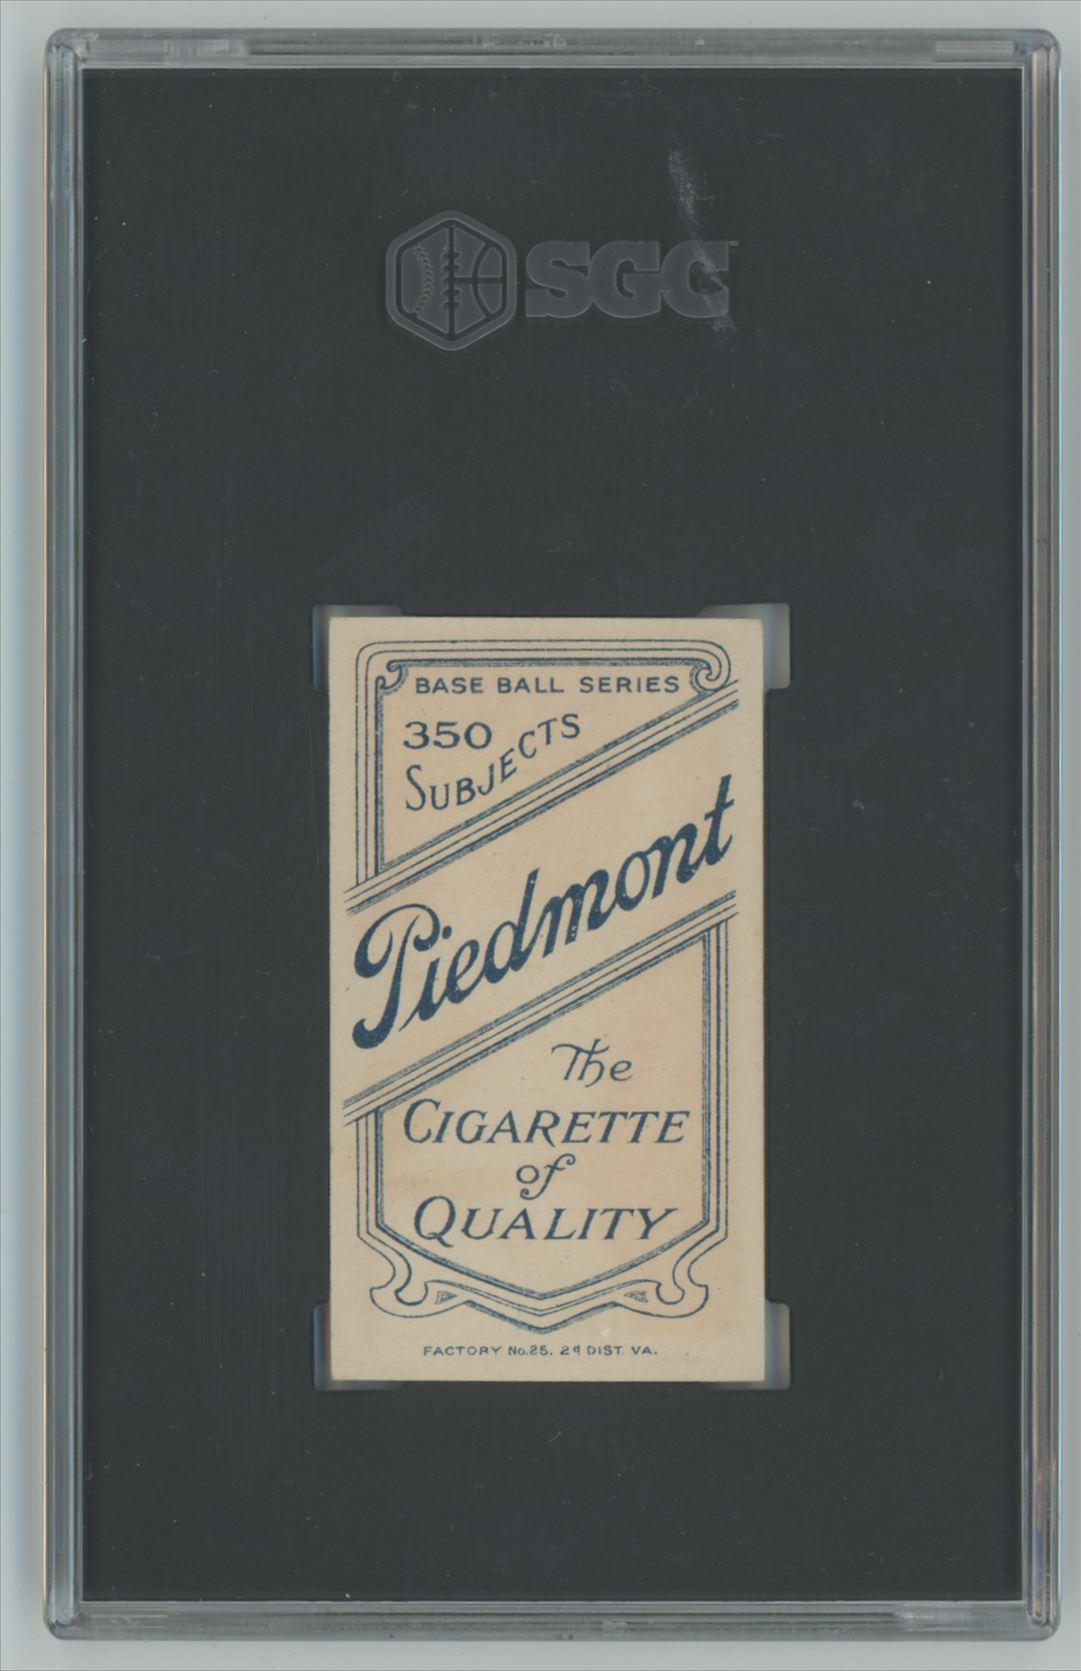 SGC
BASE BALL SERIES
350
SUBJECTS
Piedmont
The
CIGARETTE
of
QUALITY
FACTORY No.25. 2d DIST. VA.